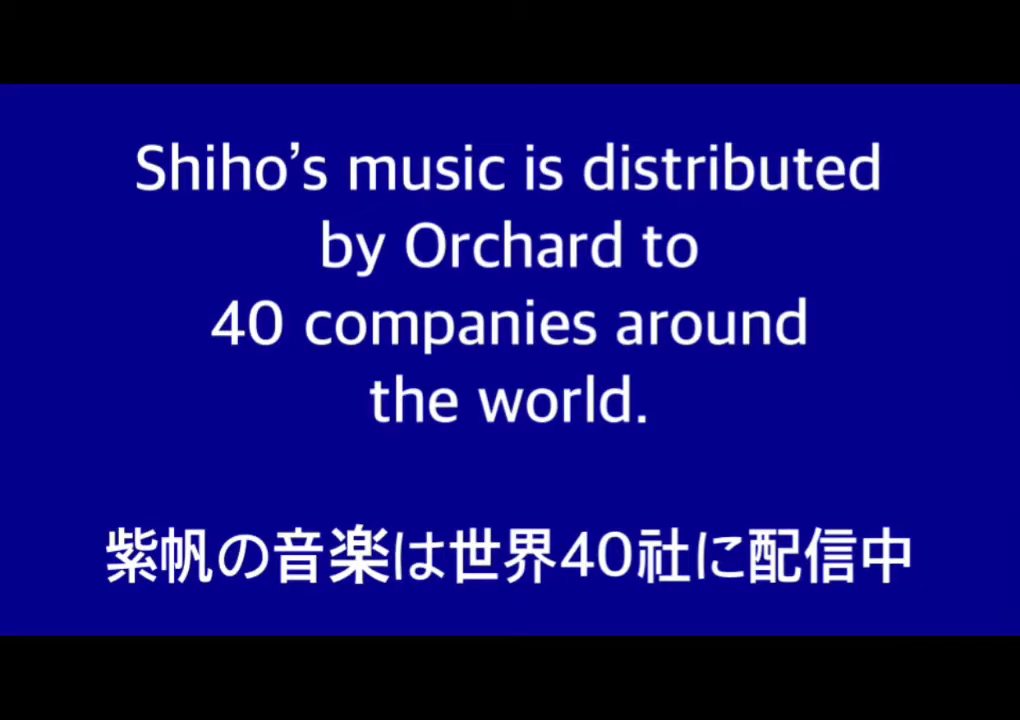 Shiho’s music is distributed
by Orchard to
40 companies around
the world.
紫帆の音楽は世界40社に配信中